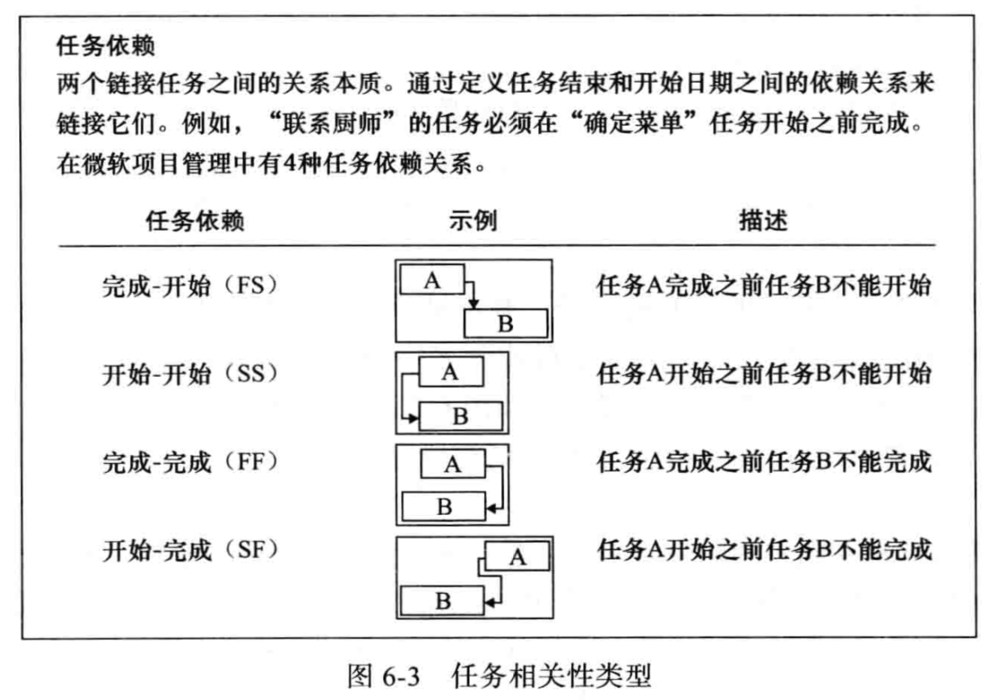 任务依赖
两个链接任务之间的关系本质。通过定义任务结束和开始日期之间的依赖关系来
链接它们。例如，“联系厨师”的任务必须在“确定菜单”任务开始之前完成。
在微软项目管理中有4种任务依赖关系。
任务依赖 示例 描述
完成-开始（FS） A B 任务A完成之前任务B不能开始
开始-开始（SS） A B 任务A开始之前任务B不能开始
完成-完成（FF） A B 任务A完成之前任务B不能完成
开始-完成（SF） A B 任务A开始之前任务B不能完成
图 6-3 任务相关性类型